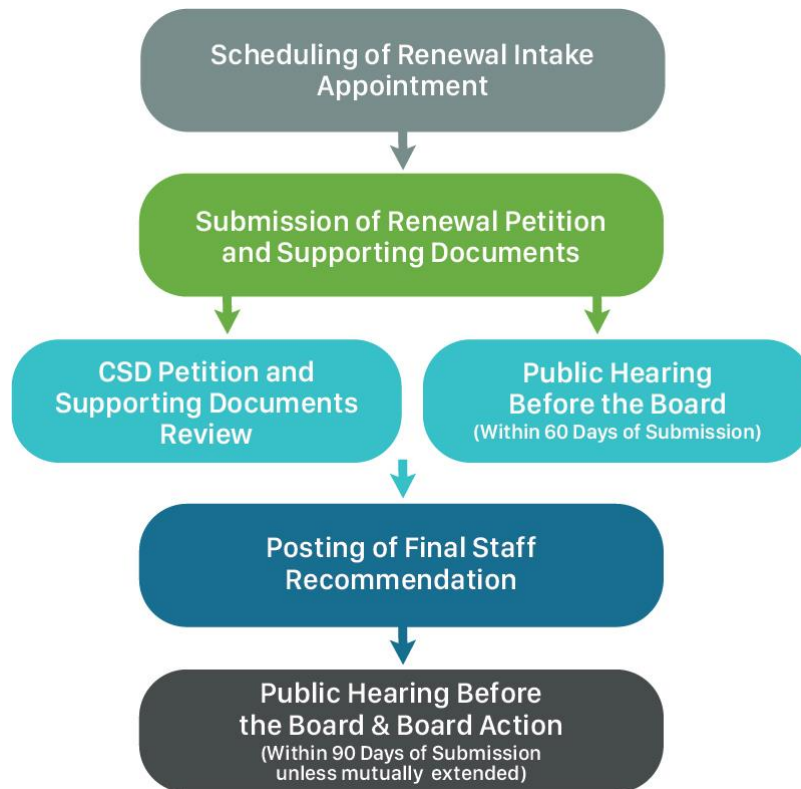 Scheduling of Renewal Intake
Appointment
Submission of Renewal Petition
and Supporting Documents
CSD Petition and
Supporting Documents
Review
Public Hearing
Before the Board
(Within 60 Days of Submission)
Posting of Final Staff
Recommendation
Public Hearing Before
the Board & Board Action
(Within 90 Days of Submission
unless mutually extended)